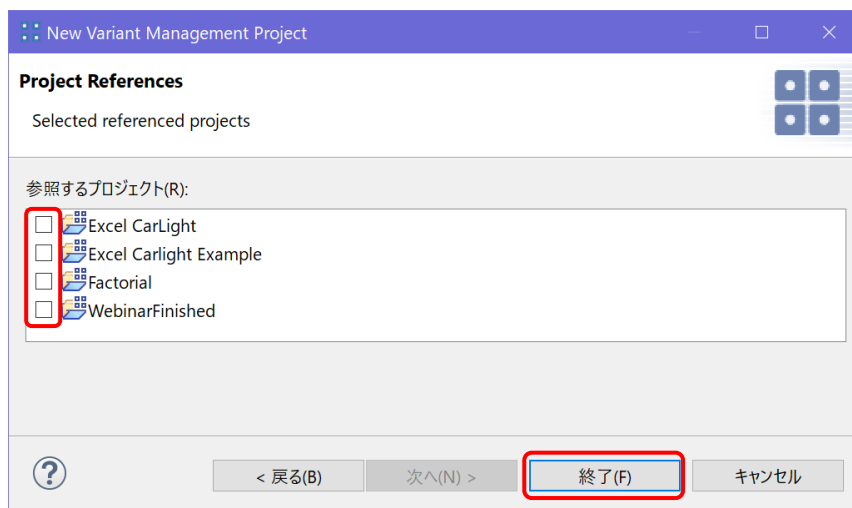 New Variant Management Project
Project References
Selected referenced projects
参照するプロジェクト(R):
Excel CarLight
Excel Carlight Example
Factorial
WebinarFinished
< 戻る(B) 次へ(N) > 終了(F) キャンセル